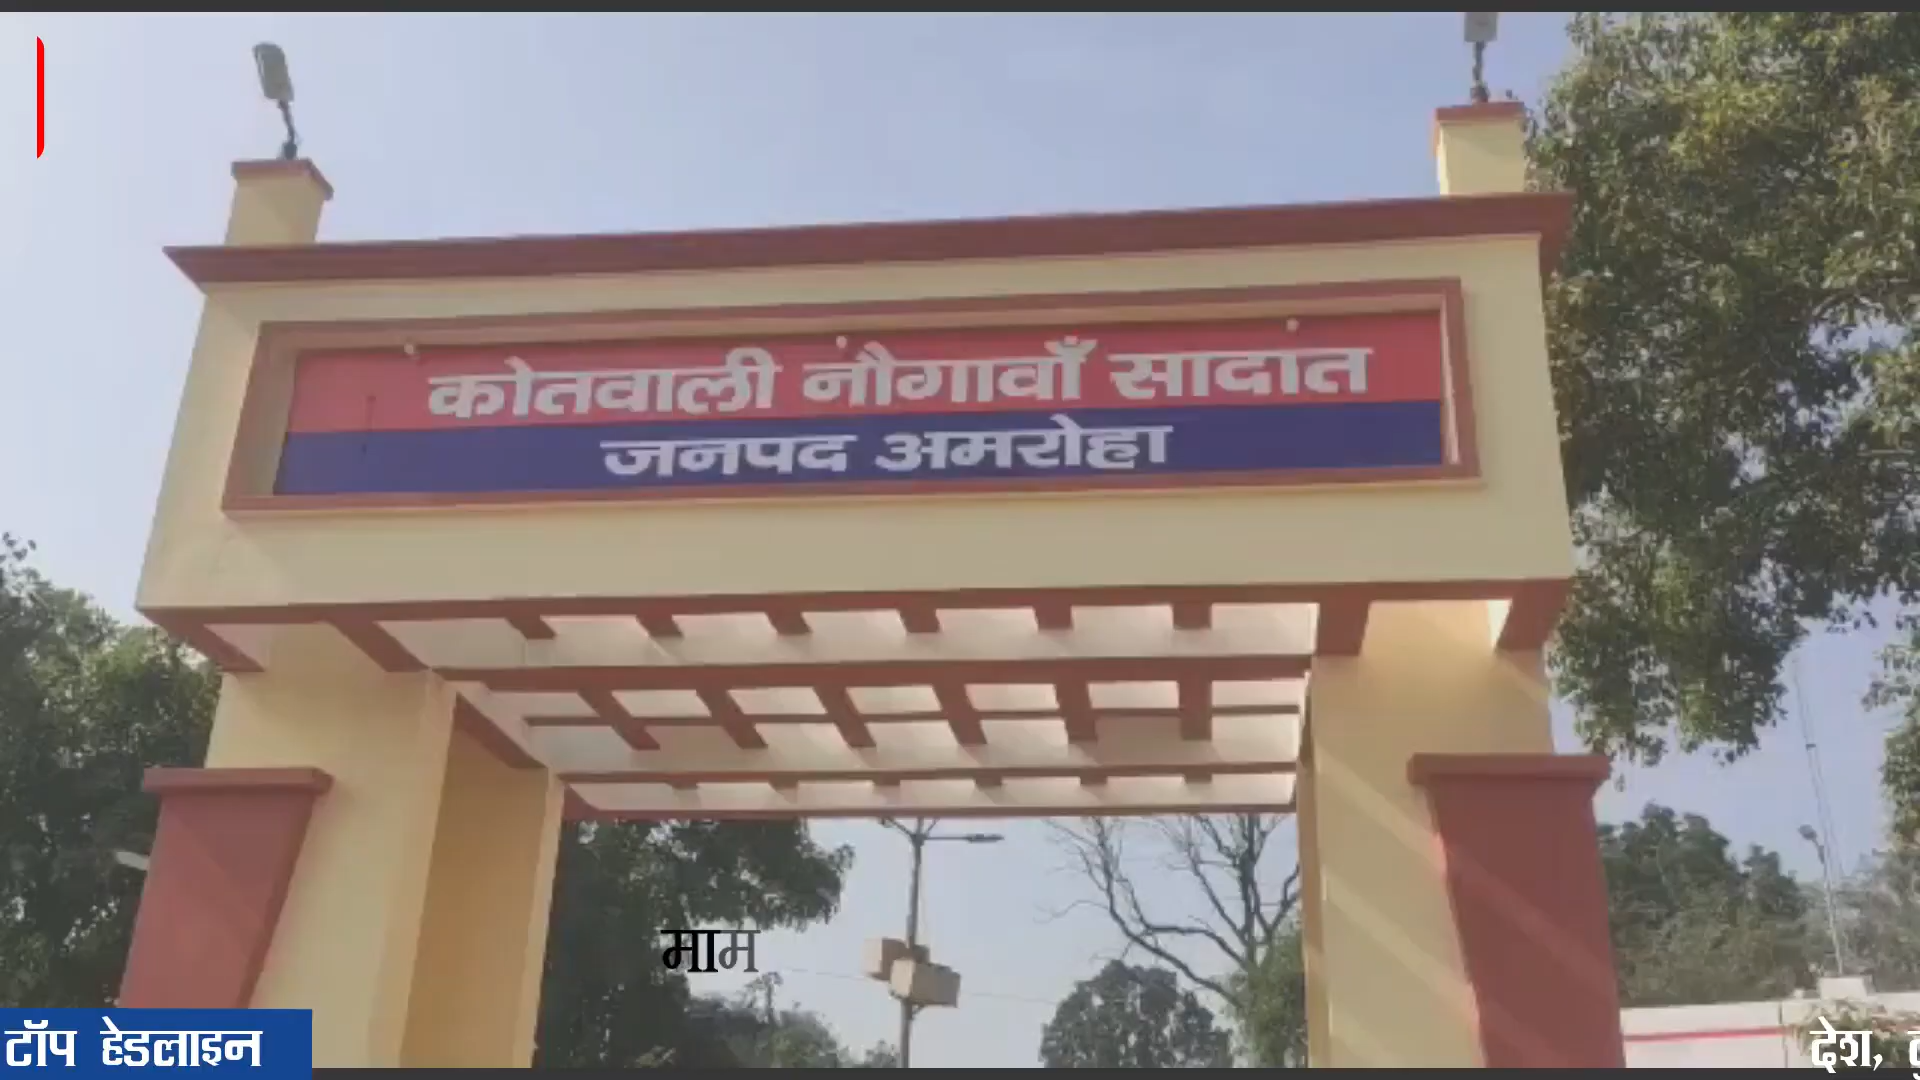 कोतवाली नौगावाँ सादात
जनपद अमरोहा
माम
टॉप हेडलाइन
देश,